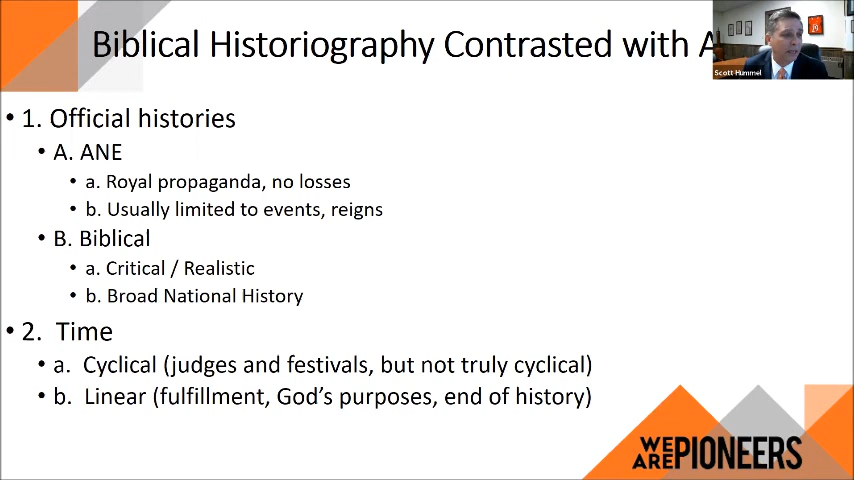 Biblical Historiography Contrasted with A
Scott Hummel
• 1. Official histories
• A. ANE
• a. Royal propaganda, no losses
• b. Usually limited to events, reigns
• B. Biblical
• a. Critical / Realistic
• b. Broad National History
• 2. Time
• a. Cyclical (judges and festivals, but not truly cyclical)
• b. Linear (fulfillment, God's purposes, end of history)
WE ARE PIONEERS